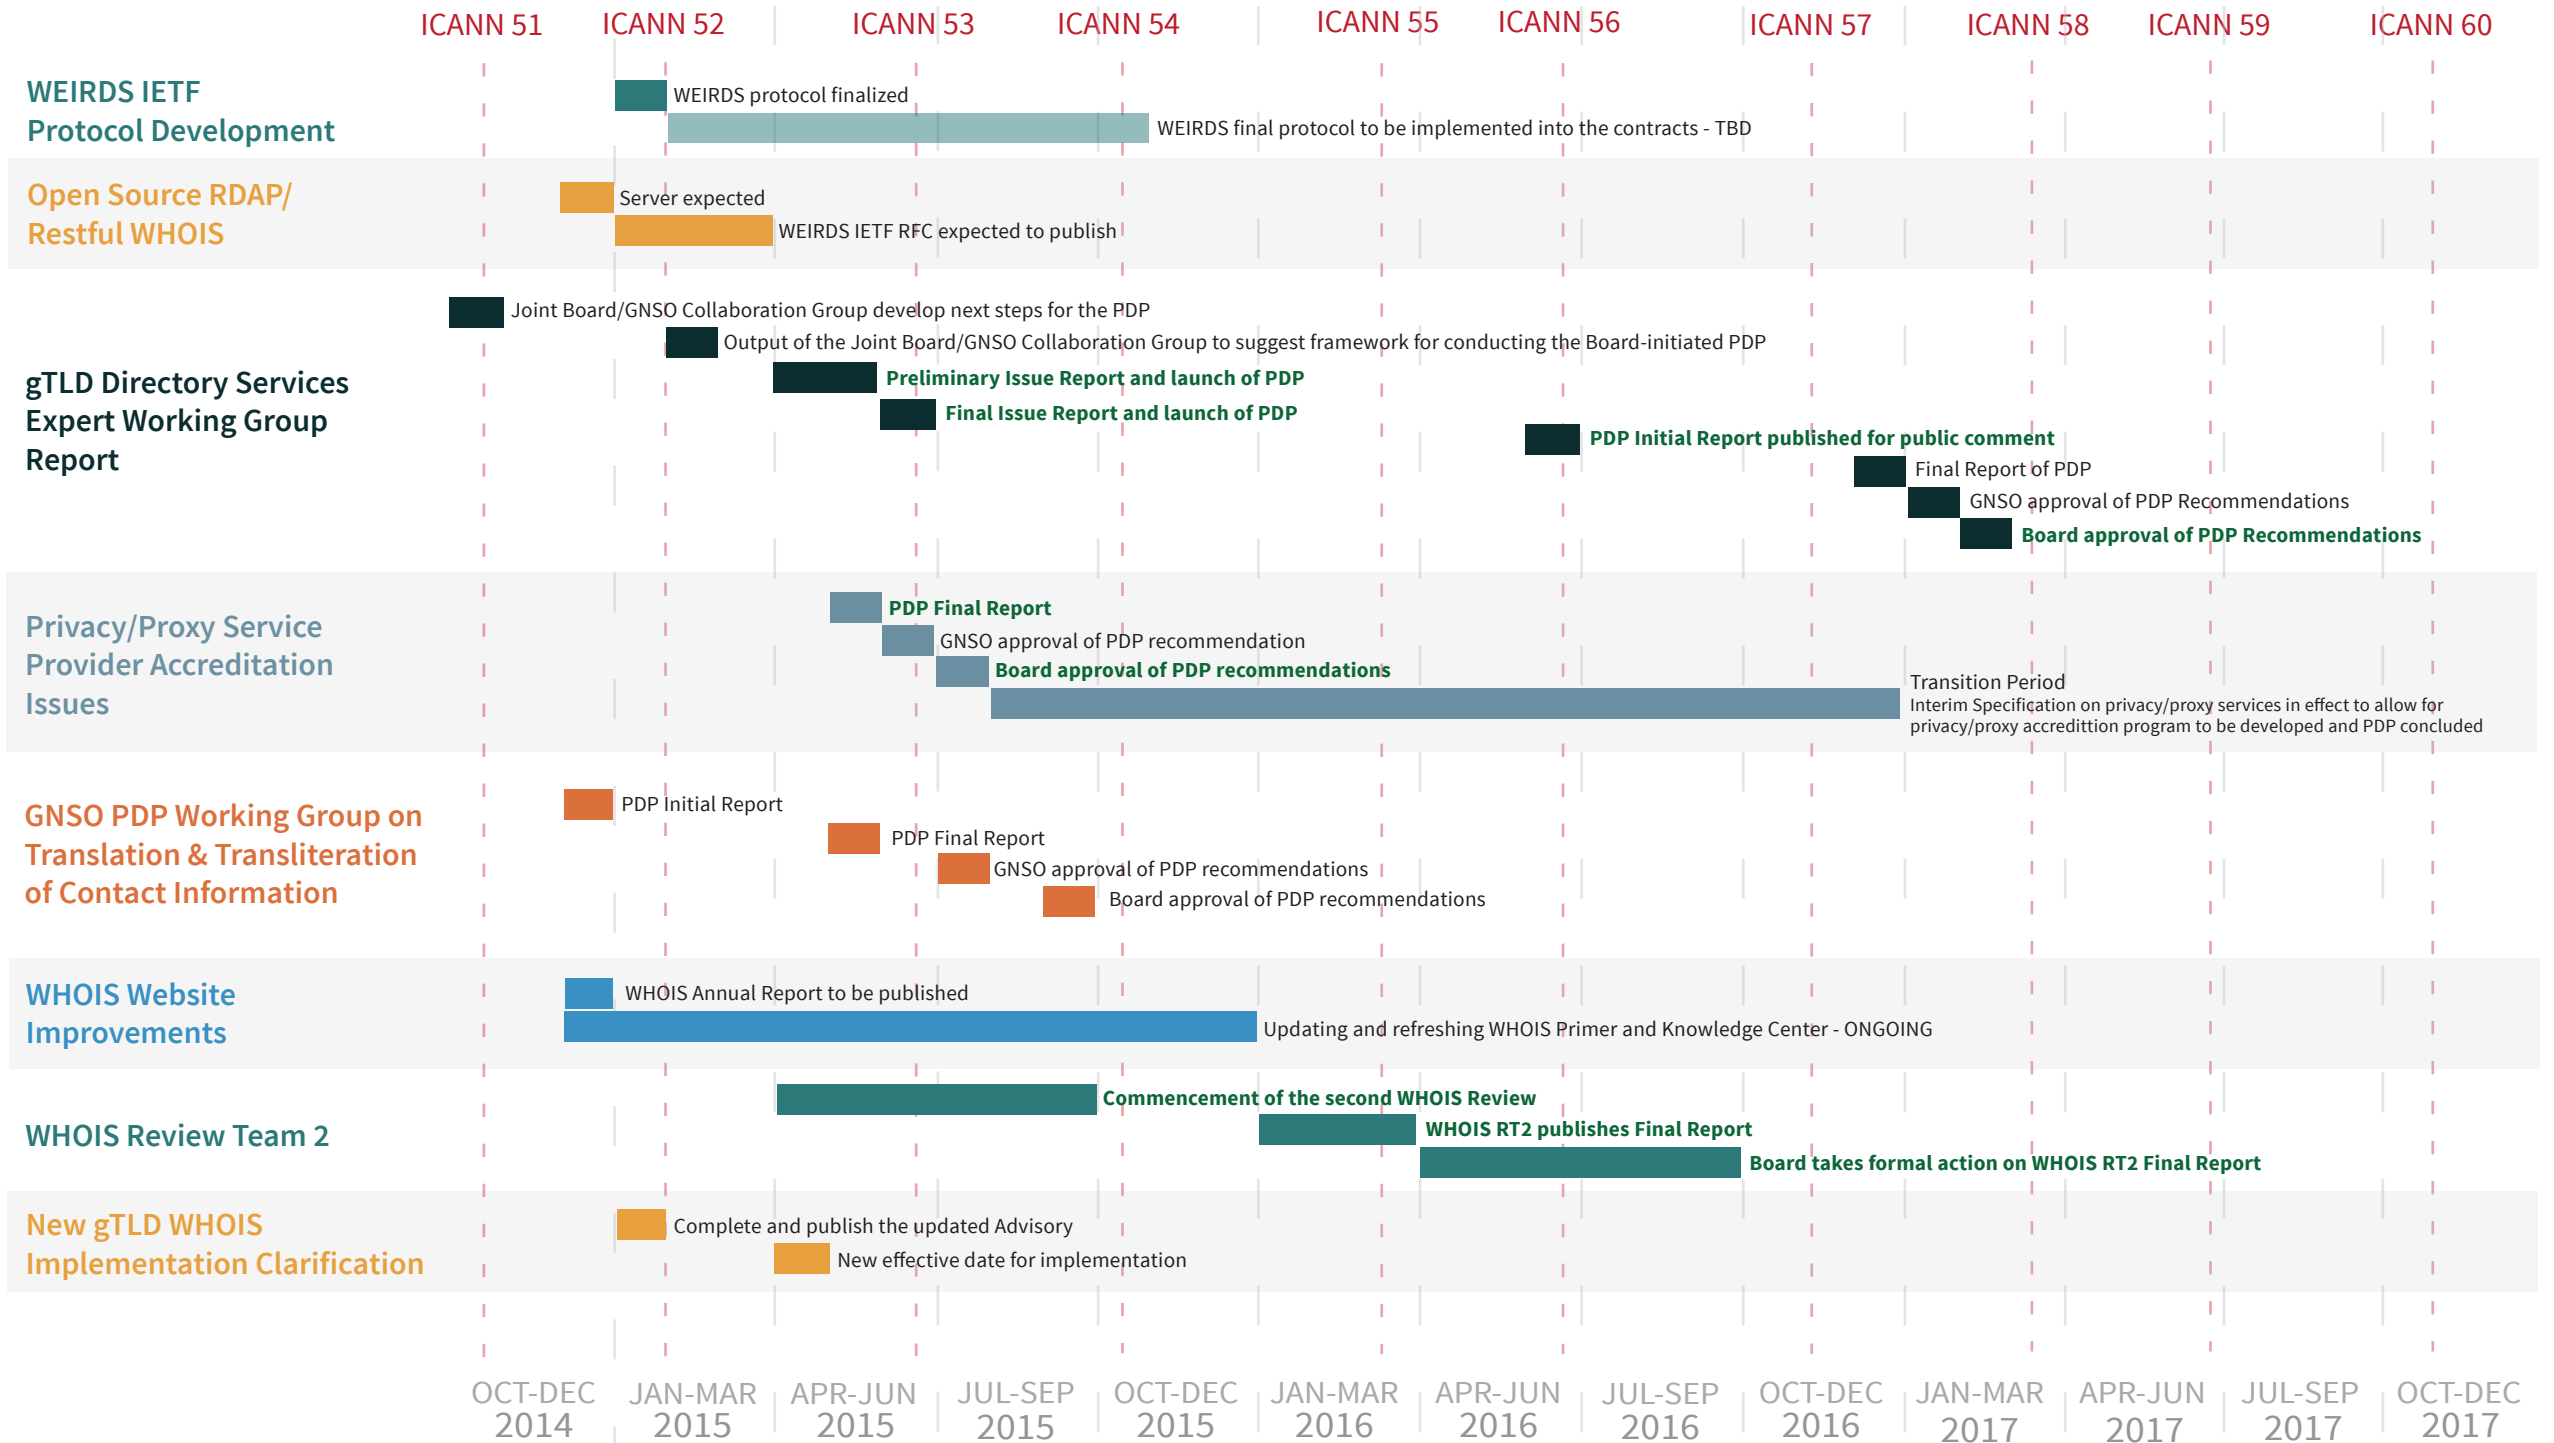 ICANN 51 ICANN 52 ICANN 53 ICANN 54 ICANN 55 ICANN 56 ICANN 57 ICANN 58 ICANN 59 ICANN 60
WEIRDS IETF
Protocol Development
WEIRDS protocol finalized
WEIRDS final protocol to be implemented into the contracts - TBD
Open Source RDAP/
Restful WHOIS
Server expected
WEIRDS IETF RFC expected to publish
gTLD Directory Services
Expert Working Group
Report
Joint Board/GNSO Collaboration Group develop next steps for the PDP
Output of the Joint Board/GNSO Collaboration Group to suggest framework for conducting the Board-initiated PDP
Preliminary Issue Report and launch of PDP
Final Issue Report and launch of PDP
PDP Initial Report published for public comment
Final Report of PDP
GNSO approval of PDP Recommendations
Board approval of PDP Recommendations
Privacy/Proxy Service
Provider Accreditation
Issues
PDP Final Report
GNSO approval of PDP recommendation
Board approval of PDP recommendations
Transition Period
Interim Specification on privacy/proxy services in effect to allow for
privacy/proxy accredittion program to be developed and PDP concluded
GNSO PDP Working Group on
Translation & Transliteration
of Contact Information
PDP Initial Report
PDP Final Report
GNSO approval of PDP recommendations
Board approval of PDP recommendations
WHOIS Website
Improvements
WHOIS Annual Report to be published
Updating and refreshing WHOIS Primer and Knowledge Center - ONGOING
WHOIS Review Team 2
Commencement of the second WHOIS Review
WHOIS RT2 publishes Final Report
Board takes formal action on WHOIS RT2 Final Report
New gTLD WHOIS
Implementation Clarification
Complete and publish the updated Advisory
New effective date for implementation
OCT-DEC JAN-MAR APR-JUN JUL-SEP OCT-DEC JAN-MAR APR-JUN JUL-SEP OCT-DEC JAN-MAR APR-JUN JUL-SEP OCT-DEC
2014 2015 2015 2015 2015 2016 2016 2016 2016 2017 2017 2017 2017